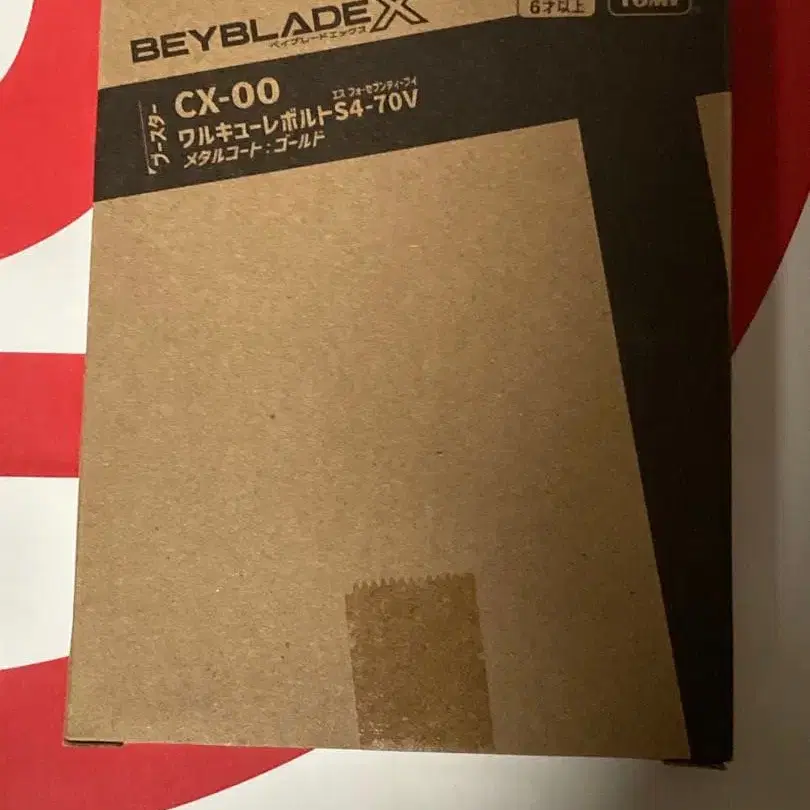 BEYBLADE X
ベイブレードエックス
6才以上
TOMY
ブースター
CX-00
エス フォーセブンティーブイ
ワルキューレボルトS4-70V
メタルコート:ゴールド